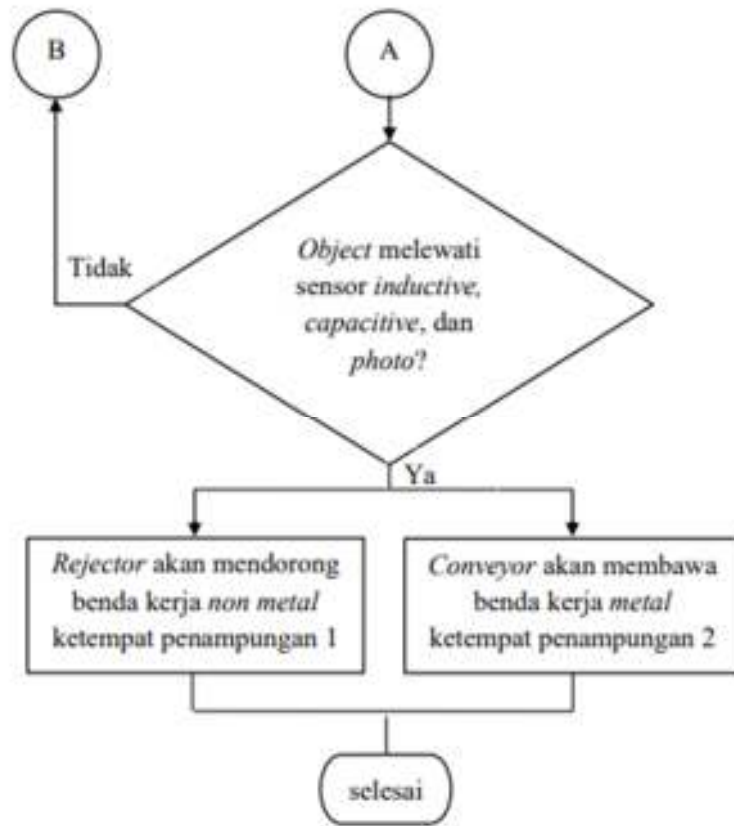 B
A
Tidak
Object melewati
sensor inductive,
capacitive, dan
photo?
Ya
Rejector akan mendorong
benda kerja non metal
ketempat penampungan 1
Conveyor akan membawa
benda kerja metal
ketempat penampungan 2
selesai